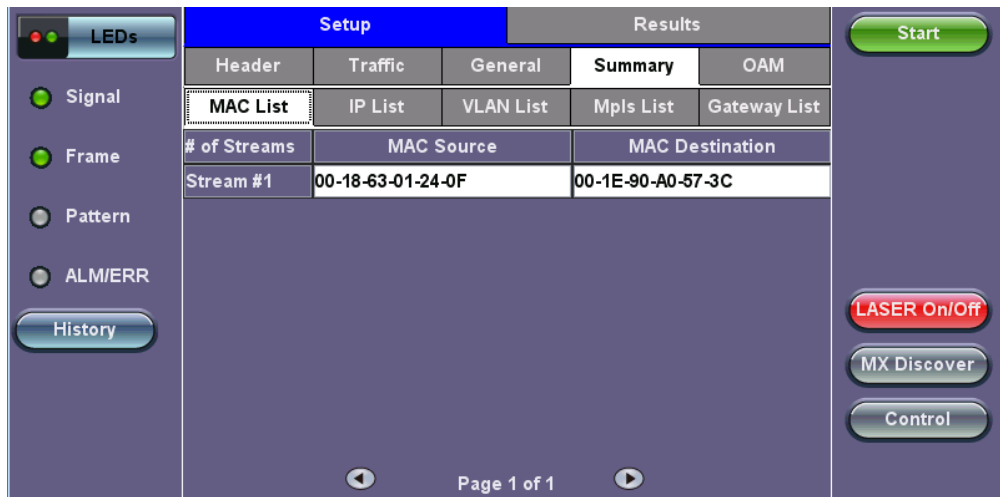 LEDs
Setup
Results
Start
Header
Traffic
General
Summary
OAM
Signal
MAC List
IP List
VLAN List
Mpls List
Gateway List
# of Streams
MAC Source
MAC Destination
Frame
Stream #1
00-18-63-01-24-0F
00-1E-90-A0-57-3C
Pattern
ALM/ERR
History
LASER On/Off
MX Discover
Control
Page 1 of 1